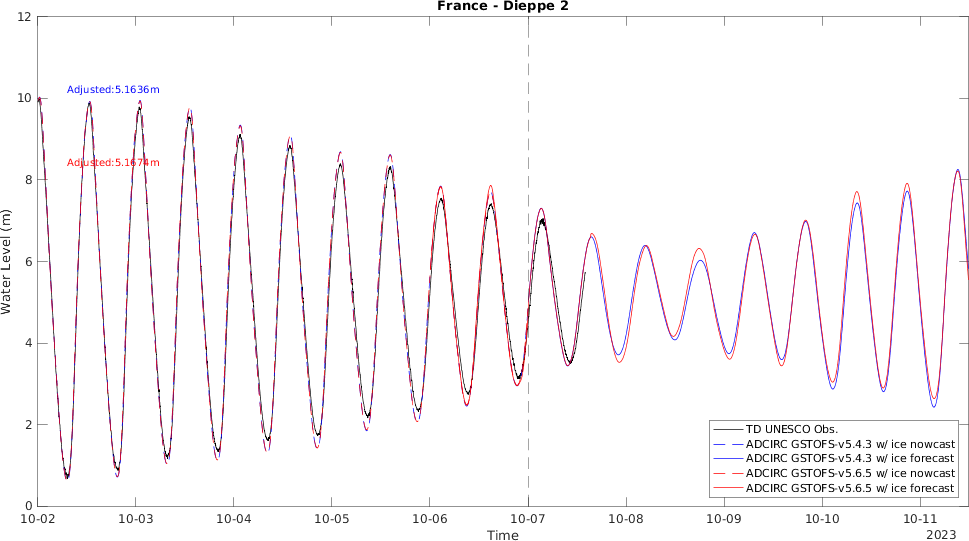 France - Dieppe 2
12
10
8
6
4
2
0
Water Level (m)
Adjusted:5.1636m
Adjusted:5.1674m
TD UNESCO Obs.
ADCIRC GSTOFS-v5.4.3 w/ ice nowcast
ADCIRC GSTOFS-v5.4.3 w/ ice forecast
ADCIRC GSTOFS-v5.6.5 w/ ice nowcast
ADCIRC GSTOFS-v5.6.5 w/ ice forecast
10-02 10-03 10-04 10-05 10-06 10-07 10-08 10-09 10-10 10-11
Time
2023